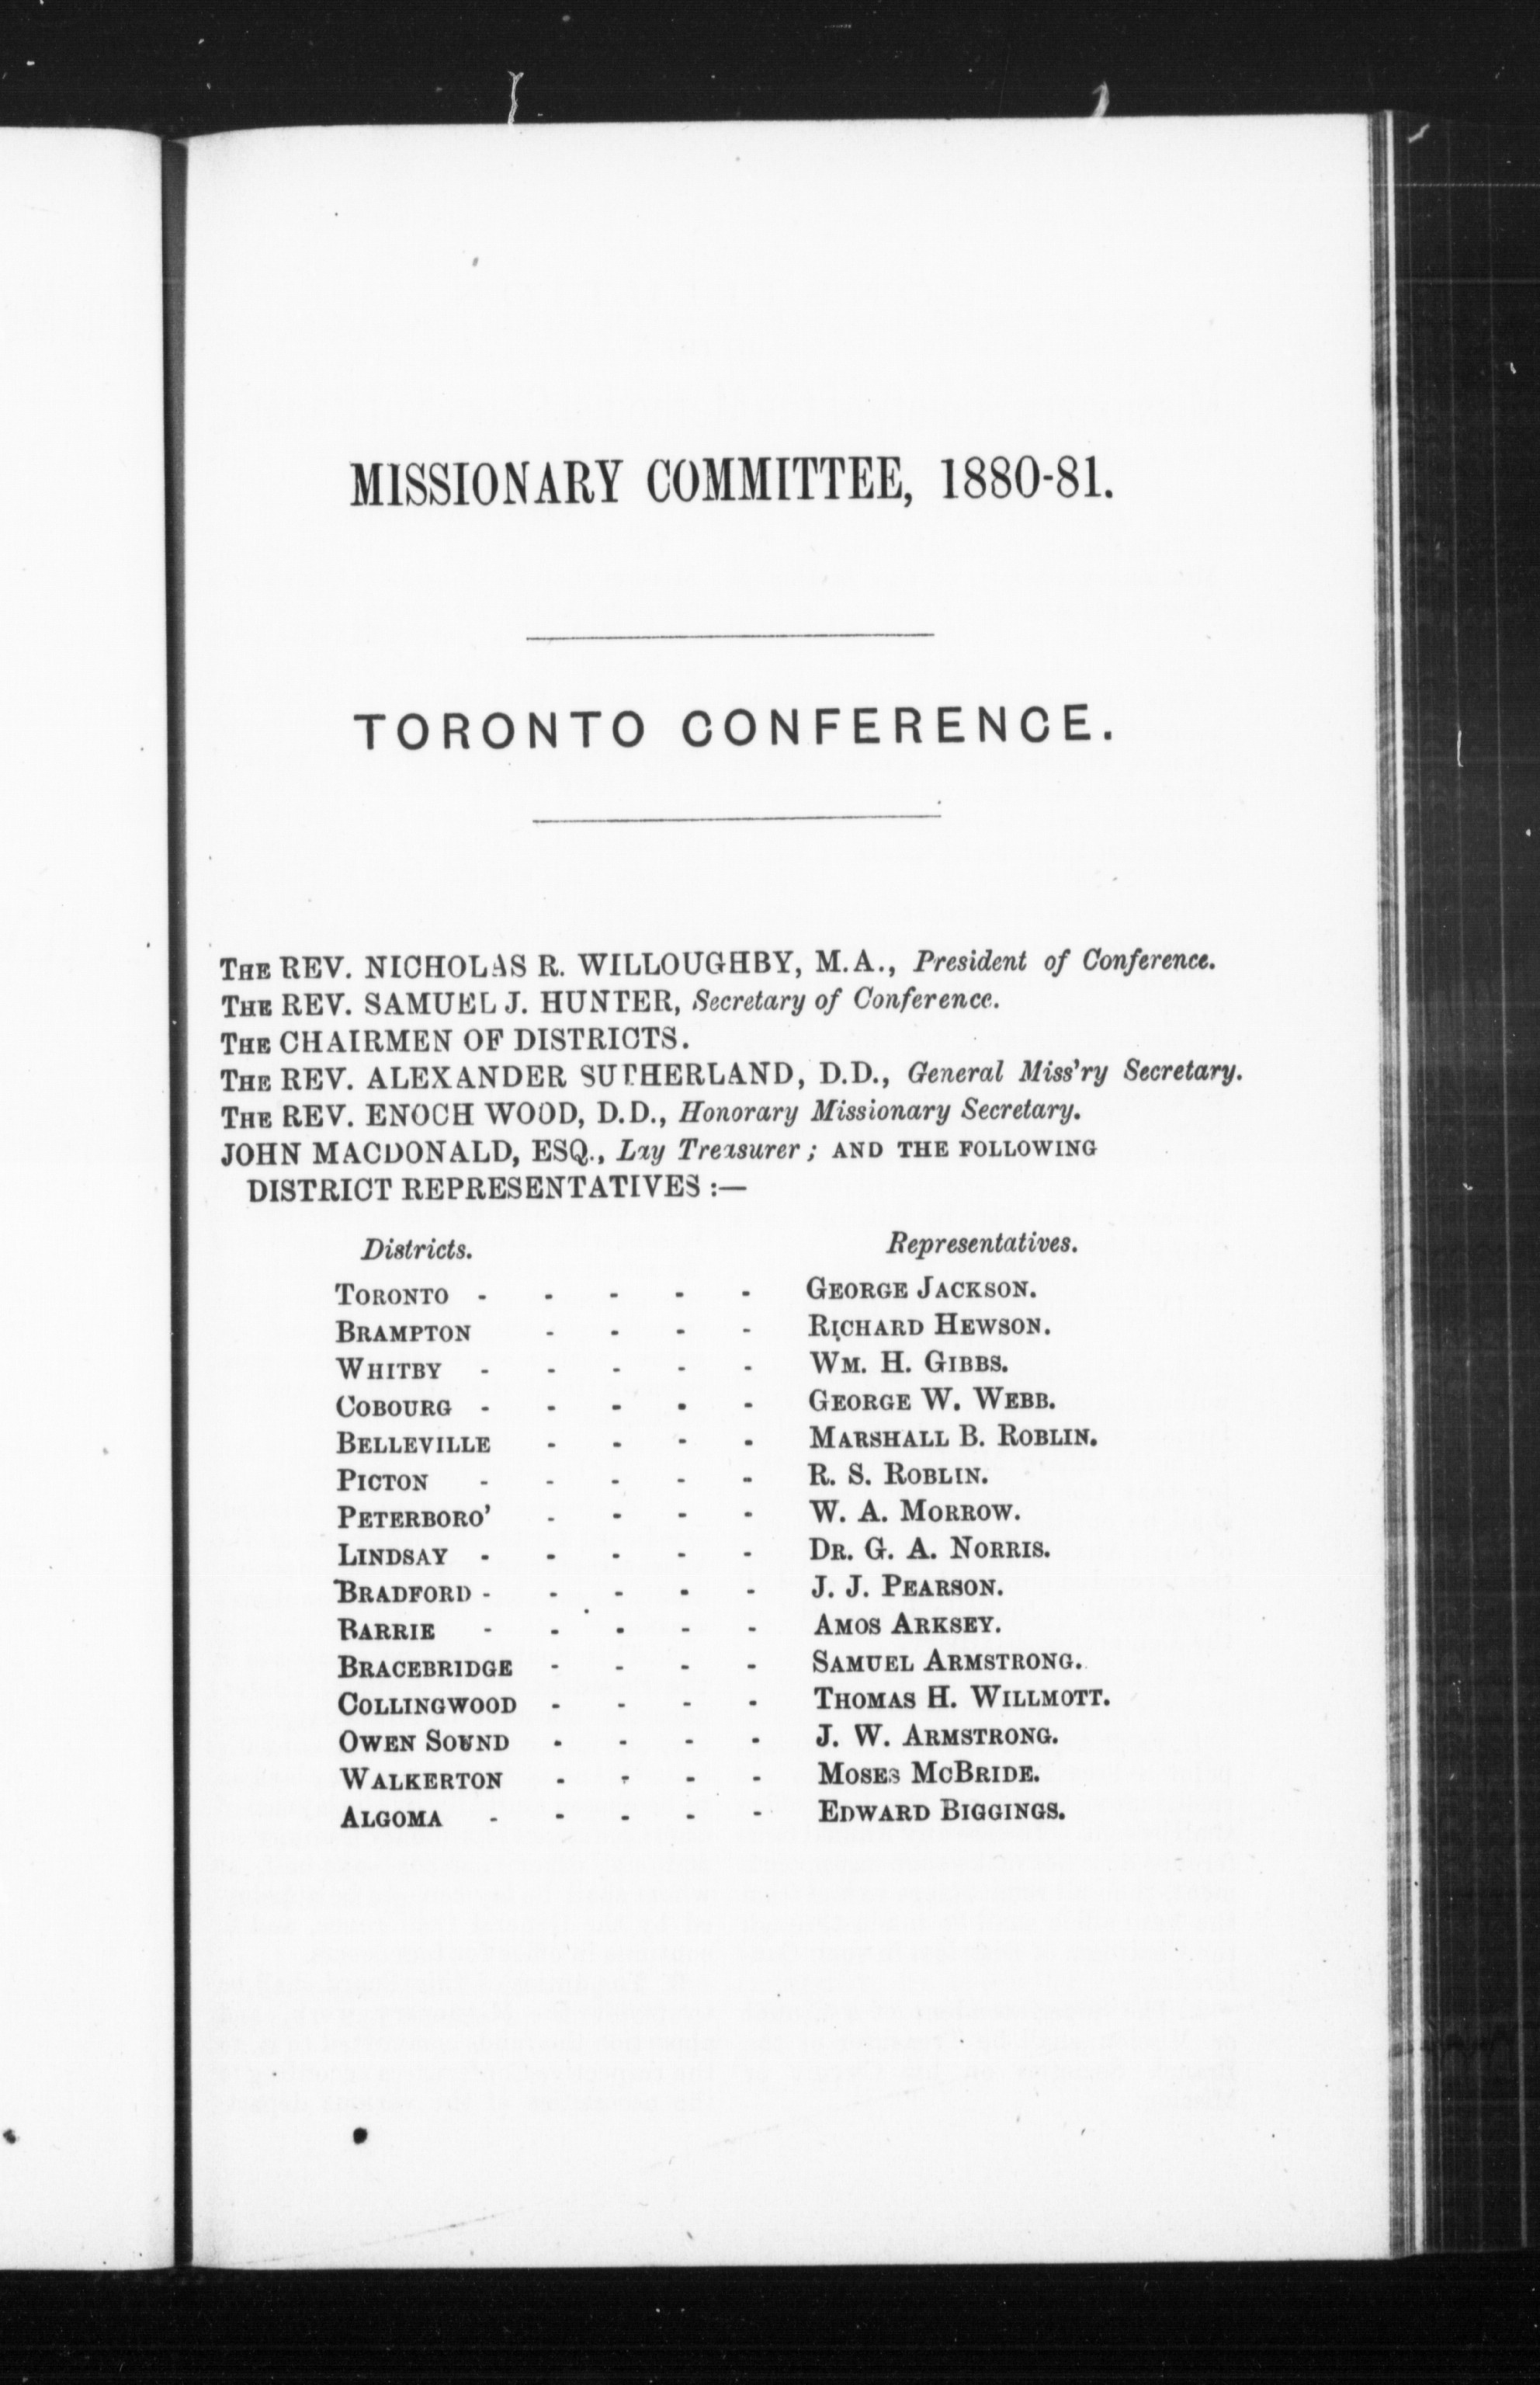 MISSIONARY COMMITTEE, 1880-81.
TORONTO CONFERENCE.
THE REV. NICHOLAS R. WILLOUGHBY, M.A., President of Conference.
THE REV. SAMUEL J. HUNTER, Secretary of Conference.
THE CHAIRMEN OF DISTRICTS.
THE REV. ALEXANDER SUTHERLAND, D.D., General Miss'ry Secretary.
THE REV. ENOCH WOOD, D.D., Honorary Missionary Secretary.
JOHN MACDONALD, ESQ., Lay Treasurer; AND THE FOLLOWING
DISTRICT REPRESENTATIVES :—
Districts. Representatives.
TORONTO - - - - - GEORGE JACKSON.
BRAMPTON - - - - RICHARD HEWSON.
WHITBY - - - - - WM. H. GIBBS.
COBOURG - - - - - GEORGE W. WEBB.
BELLEVILLE - - - - MARSHALL B. ROBLIN.
PICTON - - - - - R. S. ROBLIN.
PETERBORO' - - - - W. A. MORROW.
LINDSAY - - - - - DR. G. A. NORRIS.
BRADFORD - - - - - J. J. PEARSON.
BARRIE - - - - - AMOS ARKSEY.
BRACEBRIDGE - - - - SAMUEL ARMSTRONG.
COLLINGWOOD - - - - THOMAS H. WILLMOTT.
OWEN SOUND - - - - J. W. ARMSTRONG.
WALKERTON - - - - MOSES MCBRIDE.
ALGOMA - - - - - EDWARD BIGGINGS.